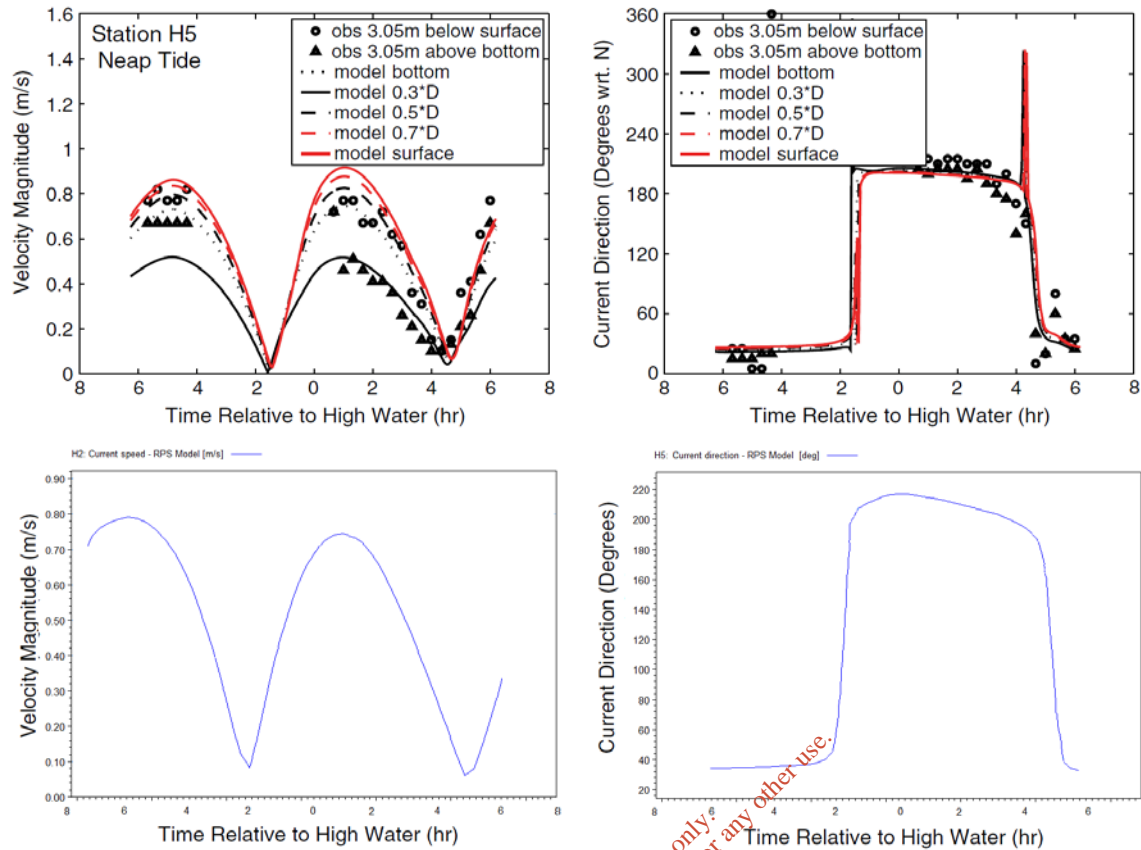 Station H5
Neap Tide
obs 3.05m below surface
obs 3.05m above bottom
model bottom
model 0.3*D
model 0.5*D
model 0.7*D
model surface
1.6
1.4
1.2
1
0.8
0.6
0.4
0.2
0
Velocity Magnitude (m/s)
8 6 4 2 0 2 4 6 8
Time Relative to High Water (hr)
obs 3.05m below surface
obs 3.05m above bottom
model bottom
model 0.3*D
model 0.5*D
model 0.7*D
model surface
360
300
240
180
120
60
0
Current Direction (Degrees wrt. N)
8 6 4 2 0 2 4 6 8
Time Relative to High Water (hr)
H2: Current speed - RPS Model [m/s]
0.90
0.80
0.70
0.60
0.50
0.40
0.30
0.20
0.10
0.00
Velocity Magnitude (m/s)
8 6 4 2 0 2 4 6 8
Time Relative to High Water (hr)
H5: Current direction - RPS Model [deg]
220
200
180
160
140
120
100
80
60
40
20
Current Direction (Degrees)
8 6 4 2 0 2 4 6 8
Time Relative to High Water (hr)
only.
or any other use.